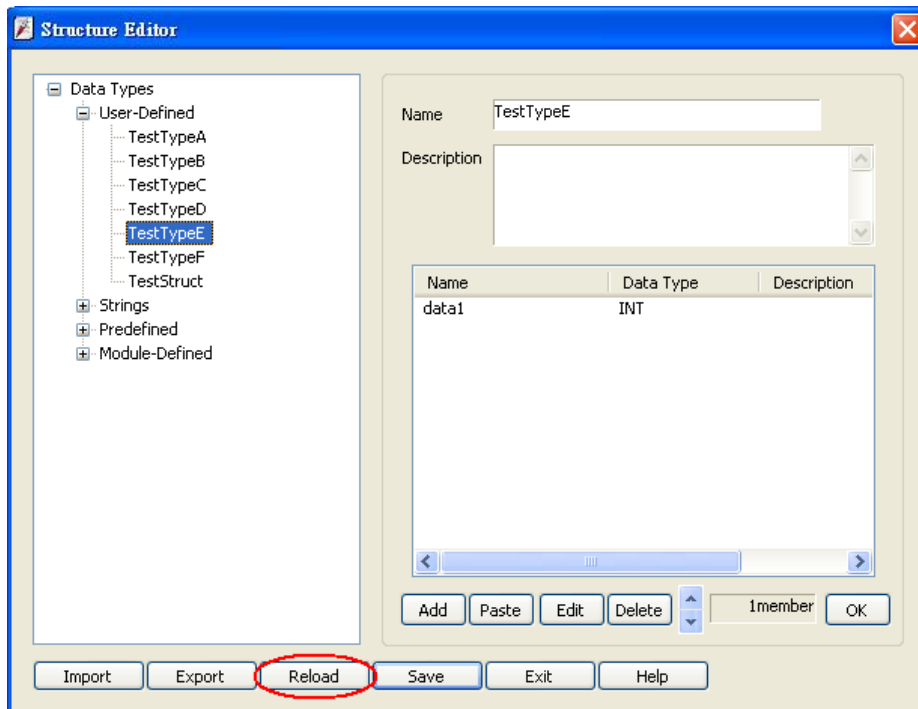 Structure Editor
Data Types
User-Defined
TestTypeA
TestTypeB
TestTypeC
TestTypeD
TestTypeE
TestTypeF
TestStruct
Strings
Predefined
Module-Defined
Name TestTypeE
Description
Name Data Type Description
data1 INT
Add Paste Edit Delete 1member OK
Import Export Reload Save Exit Help